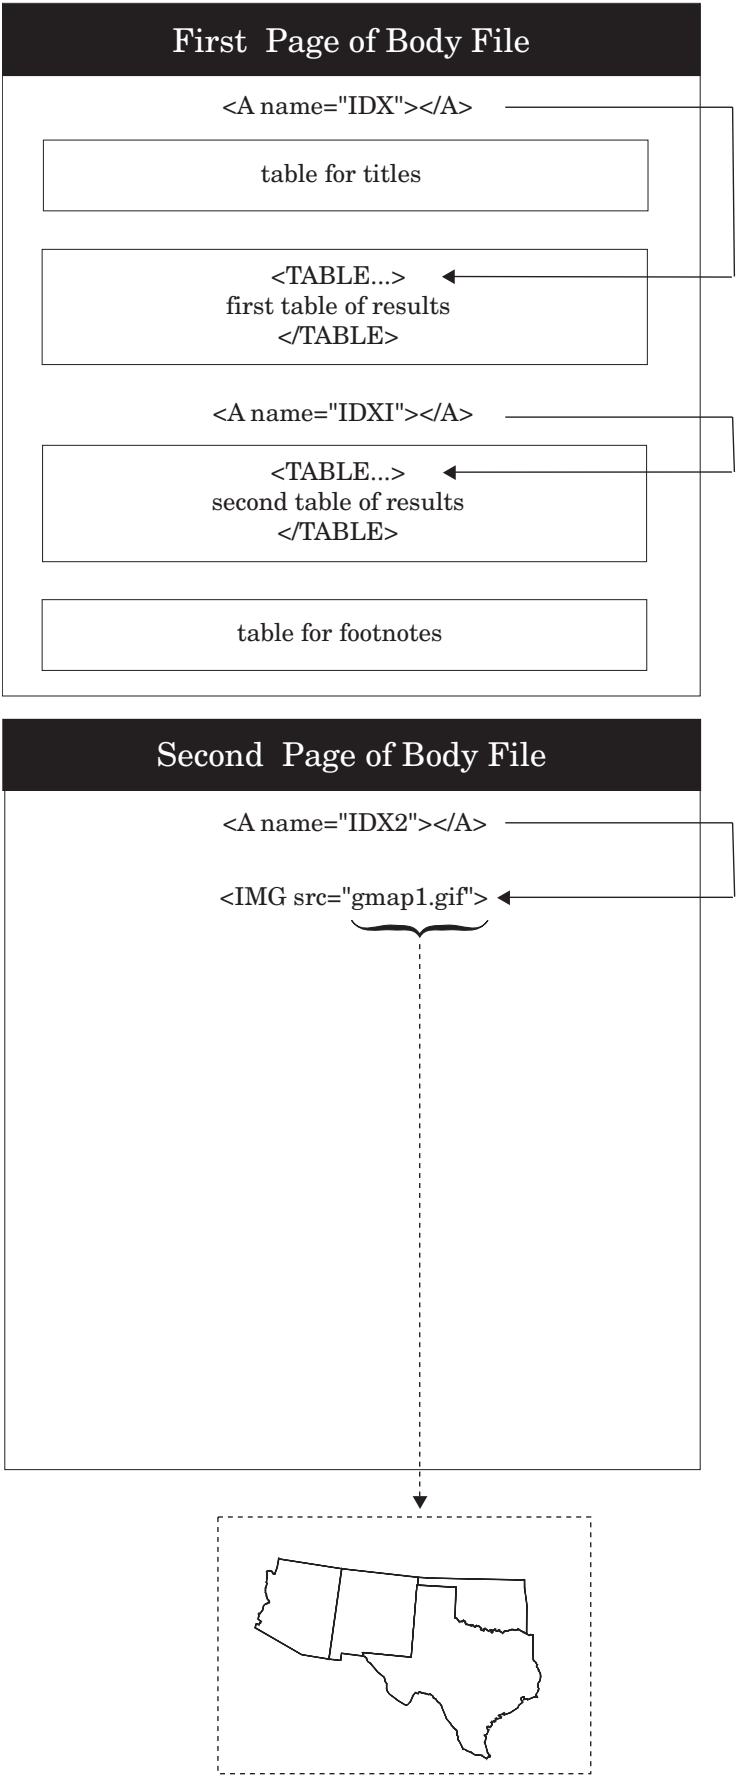 First Page of Body File
<A name="IDX"></A>
table for titles
<TABLE...>
first table of results
</TABLE>
<A name="IDXI"></A>
<TABLE...>
second table of results
</TABLE>
table for footnotes
Second Page of Body File
<A name="IDX2"></A>
<IMG src="gmap1.gif">